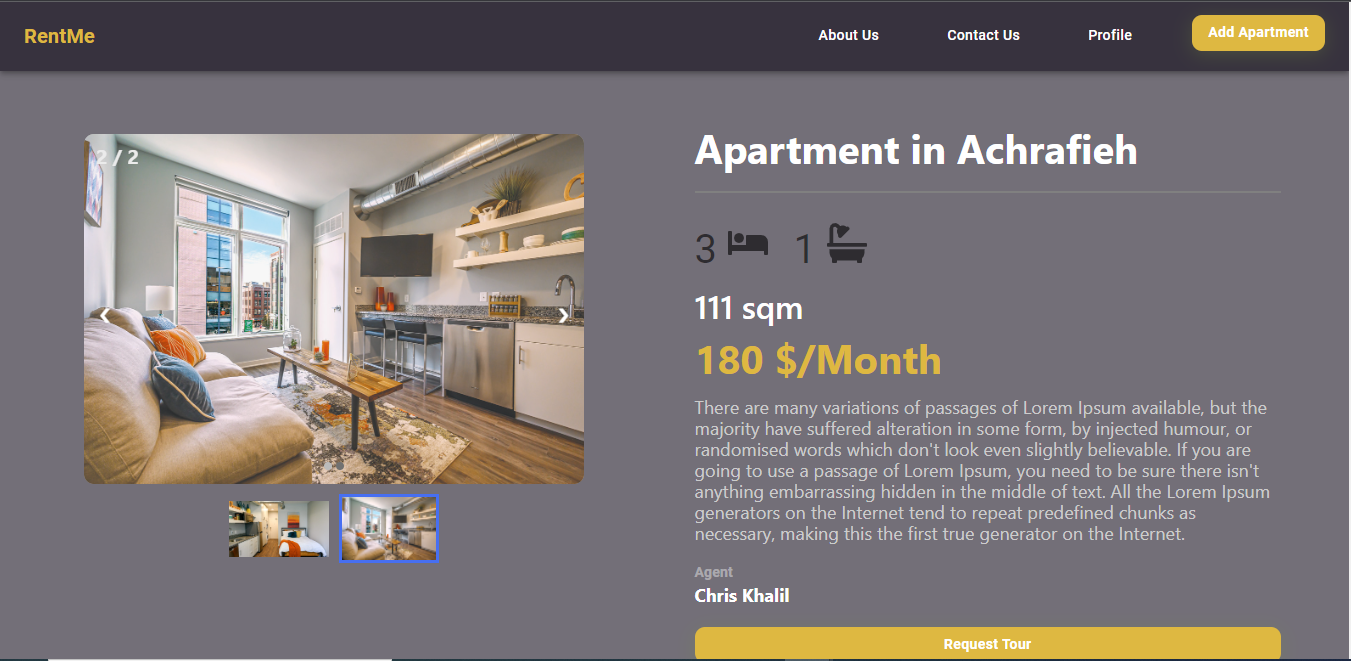 RentMe
About Us
Contact Us
Profile
Add Apartment
2 / 2
Apartment in Achrafieh
3
1
111 sqm
180 $/Month
There are many variations of passages of Lorem Ipsum available, but the
majority have suffered alteration in some form, by injected humour, or
randomised words which don't look even slightly believable. If you are
going to use a passage of Lorem Ipsum, you need to be sure there isn't
anything embarrassing hidden in the middle of text. All the Lorem Ipsum
generators on the Internet tend to repeat predefined chunks as
necessary, making this the first true generator on the Internet.
Agent
Chris Khalil
Request Tour